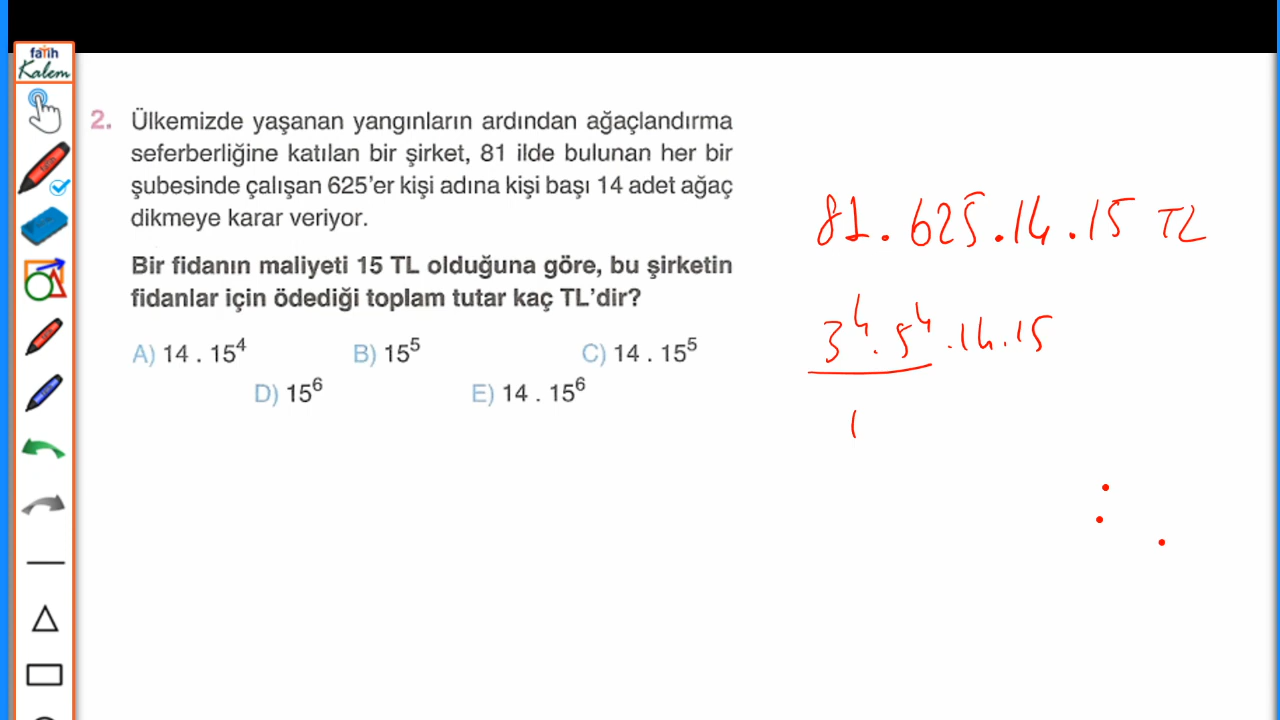 fatih
Kalem
2. Ülkemizde yaşanan yangınların ardından ağaçlandırma
seferberliğine katılan bir şirket, 81 ilde bulunan her bir
şubesinde çalışan 625'er kişi adına kişi başı 14 adet ağaç
dikmeye karar veriyor.
Bir fidanın maliyeti 15 TL olduğuna göre, bu şirketin
fidanlar için ödediği toplam tutar kaç TL'dir?
A) 14 . 15⁴ B) 15⁵ C) 14 . 15⁵
D) 15⁶ E) 14 . 15⁶
81 . 625 . 14 . 15 TL
3⁴ . 5⁴ . 14 . 15
1